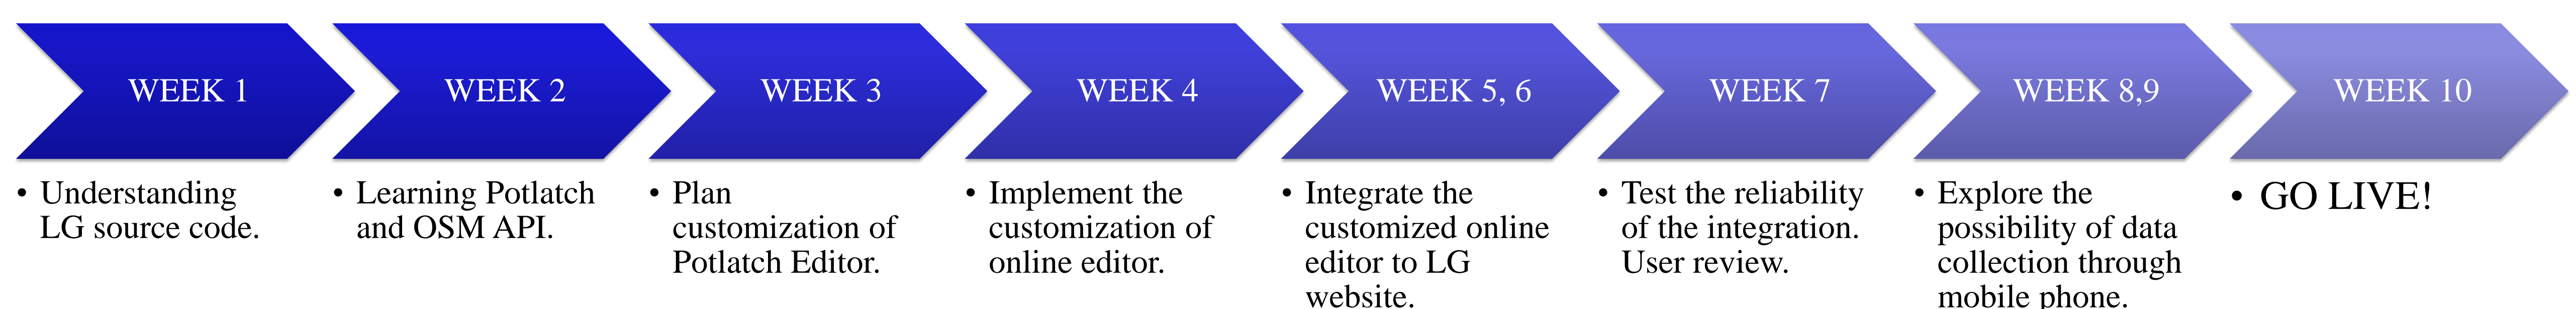 WEEK 1
• Understanding
LG source code.
WEEK 2
• Learning Potlatch
and OSM API.
WEEK 3
• Plan
customization of
Potlatch Editor.
WEEK 4
• Implement the
customization of
online editor.
WEEK 5, 6
• Integrate the
customized online
editor to LG
website.
WEEK 7
• Test the reliability
of the integration.
User review.
WEEK 8,9
• Explore the
possibility of data
collection through
mobile phone.
WEEK 10
• GO LIVE!